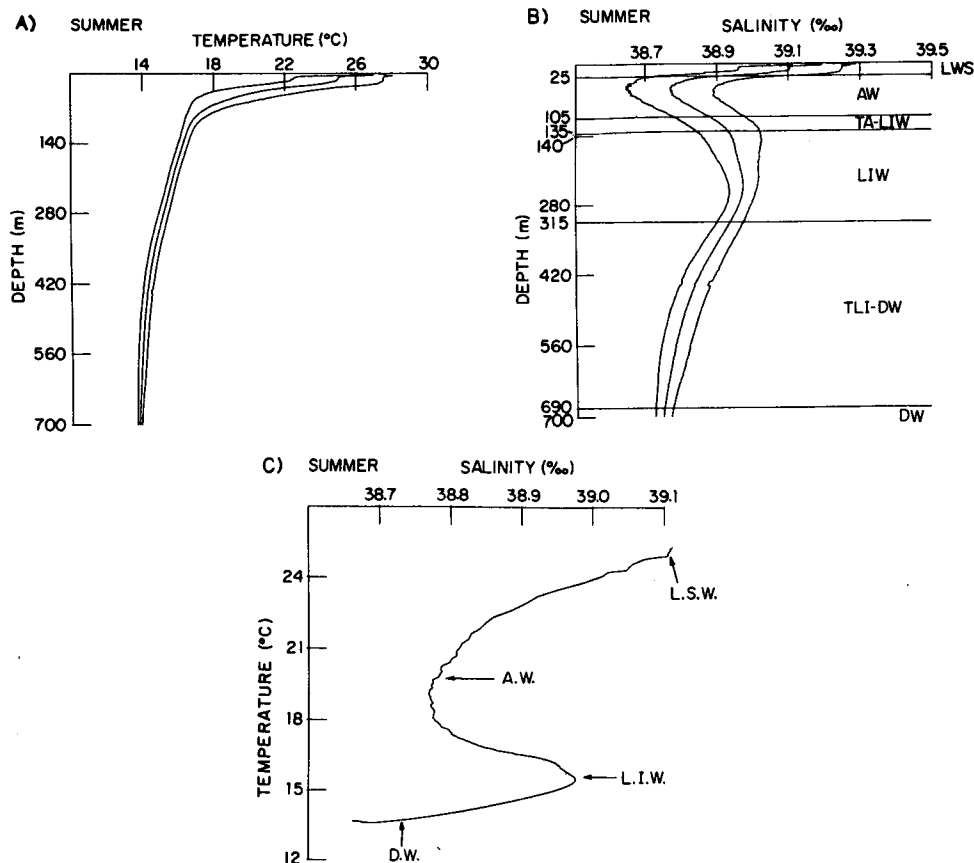 A) SUMMER
TEMPERATURE (°C)
14 18 22 26 30
140
280
420
560
700
DEPTH (m)
B) SUMMER SALINITY (‰)
38.7 38.9 39.1 39.3 39.5
LWS
25
AW
105
TA-LIW
135
140
LIW
280
315
420
TLI-DW
560
690
700
DW
DEPTH (m)
C) SUMMER SALINITY (‰)
38.7 38.8 38.9 39.0 39.1
24
L.S.W.
21
A.W.
18
L.I.W.
15
D.W.
12
TEMPERATURE (°C)